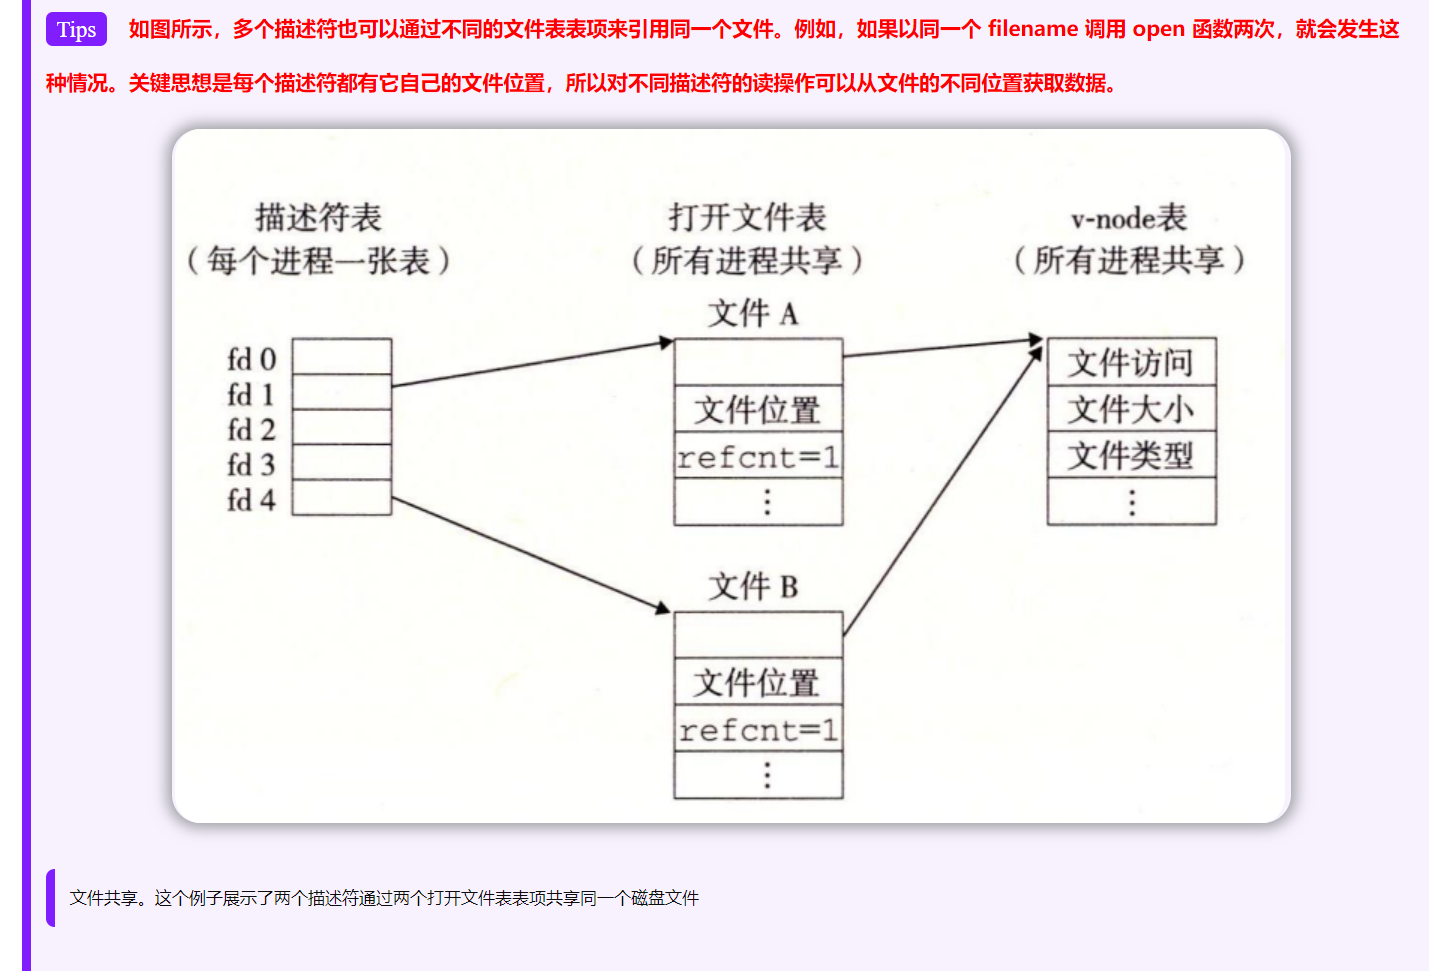 Tips 如图所示，多个描述符也可以通过不同的文件表表项来引用同一个文件。例如，如果以同一个 filename 调用 open 函数两次，就会发生这
种情况。关键思想是每个描述符都有它自己的文件位置，所以对不同描述符的读操作可以从文件的不同位置获取数据。
描述符表
（每个进程一张表）
打开文件表
（所有进程共享）
v-node表
（所有进程共享）
fd 0
fd 1
fd 2
fd 3
fd 4
文件 A
文件位置
refcnt=1
⋮
文件 B
文件位置
refcnt=1
⋮
文件访问
文件大小
文件类型
⋮
文件共享。这个例子展示了两个描述符通过两个打开文件表表项共享同一个磁盘文件